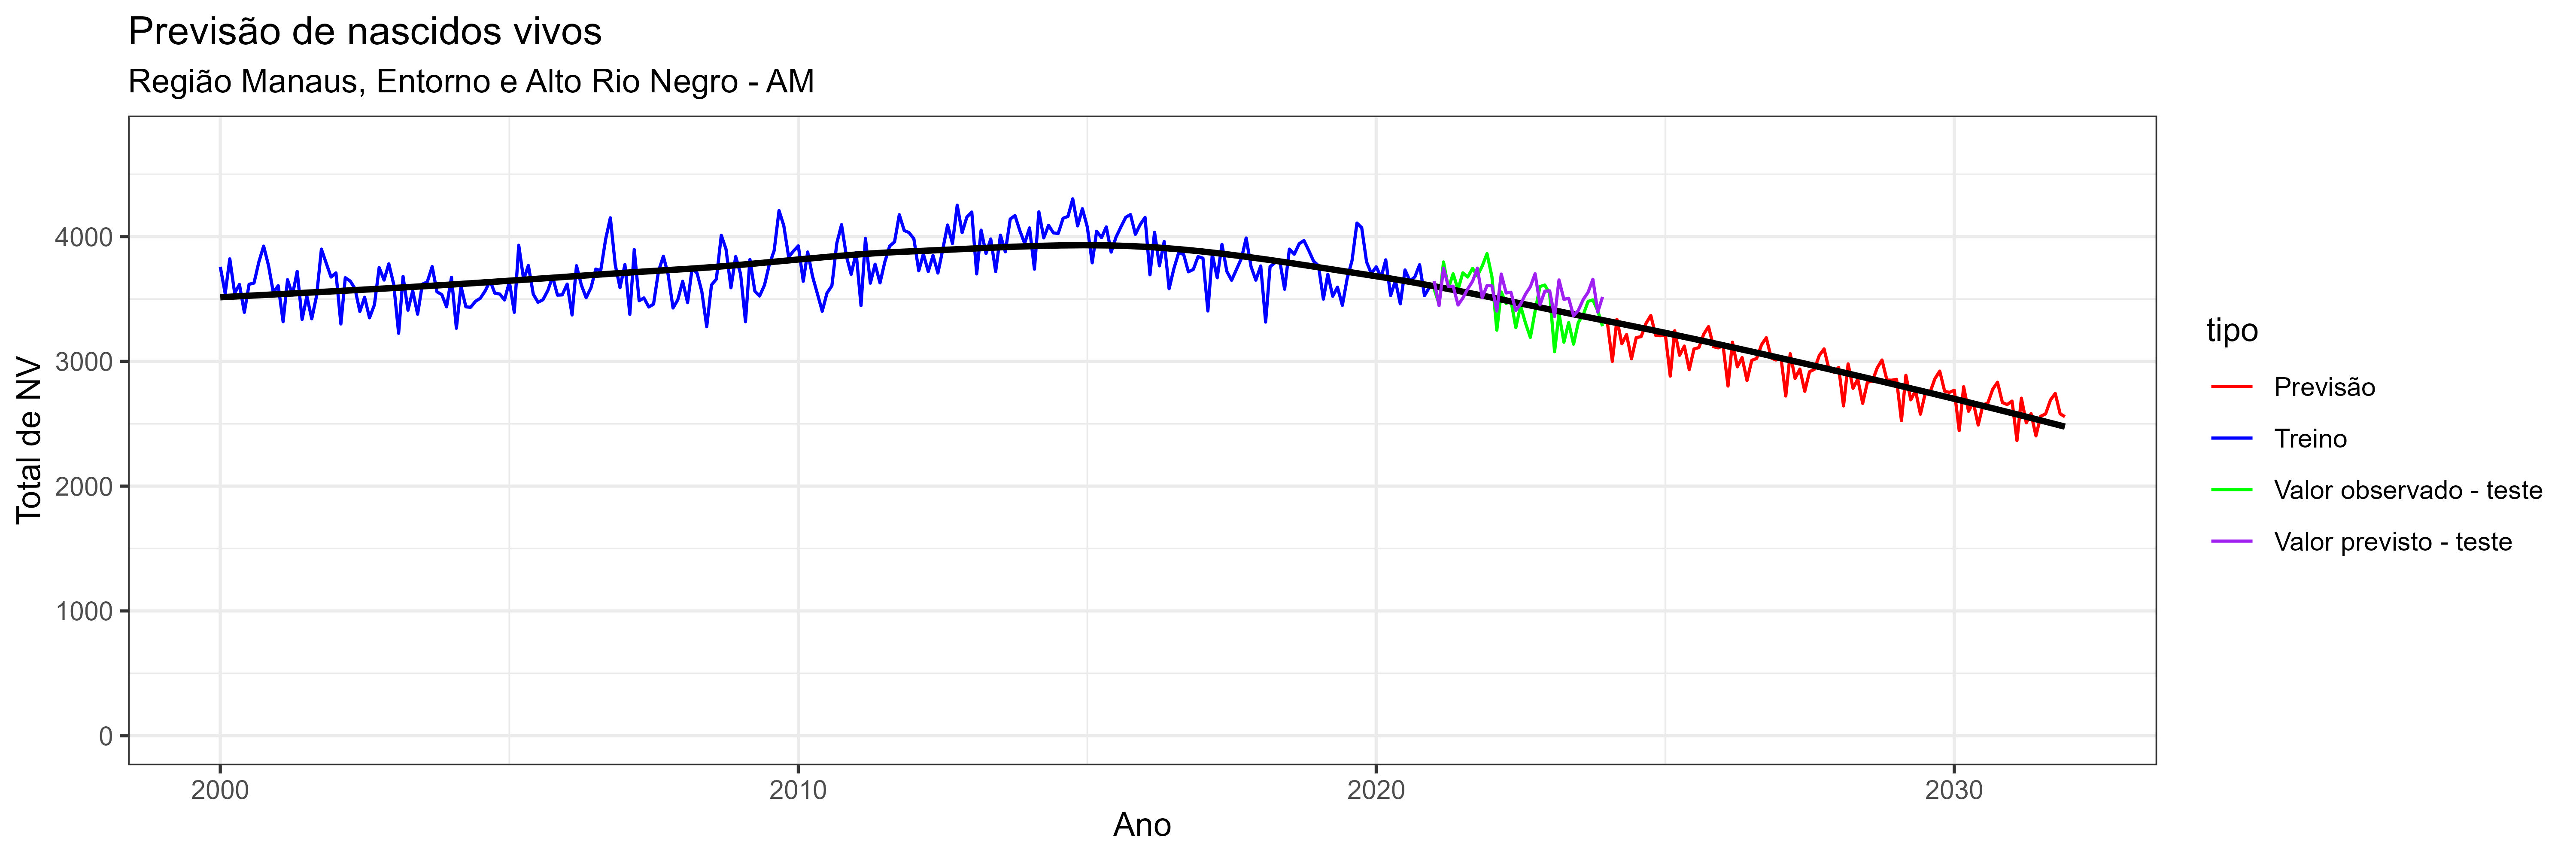 Previsão de nascidos vivos
Região Manaus, Entorno e Alto Rio Negro - AM
Total de NV
4000
3000
2000
1000
0
2000
2010
2020
2030
Ano
tipo
Previsão
Treino
Valor observado - teste
Valor previsto - teste